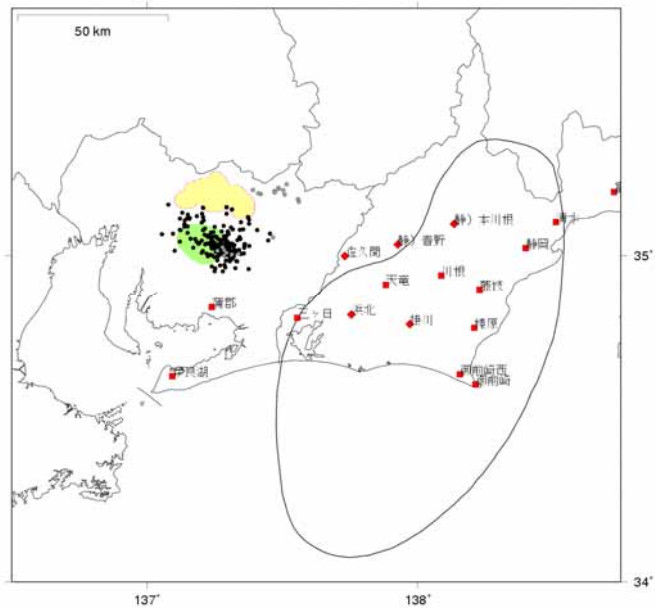 50 km
静）本川根
清水
静）春野
静岡
佐久間
川根
天竜
藤枝
蒲郡
三ヶ日
浜北
掛川
榛原
御前崎西
伊良湖
御前崎
35°
34°
137°
138°